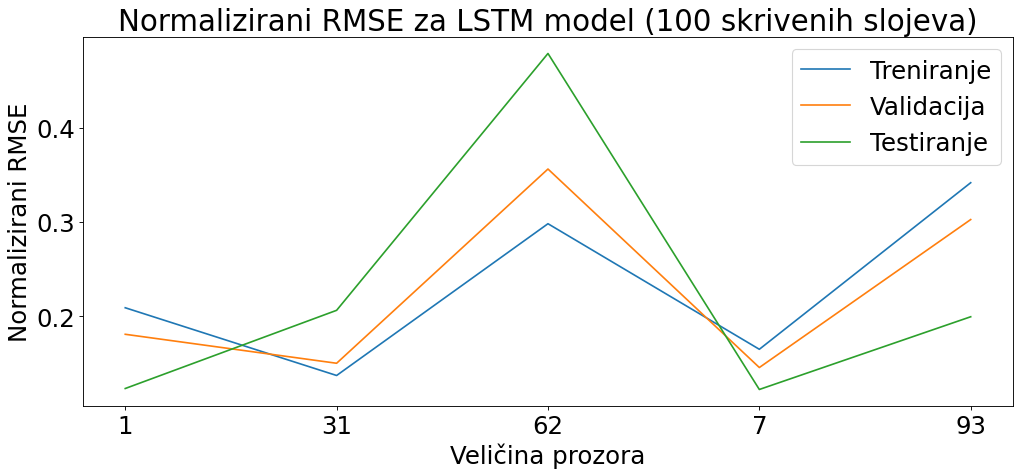 Normalizirani RMSE za LSTM model (100 skrivenih slojeva)
Treniranje
Validacija
Testiranje
Normalizirani RMSE
0.4
0.3
0.2
1 31 62 7 93
Veličina prozora